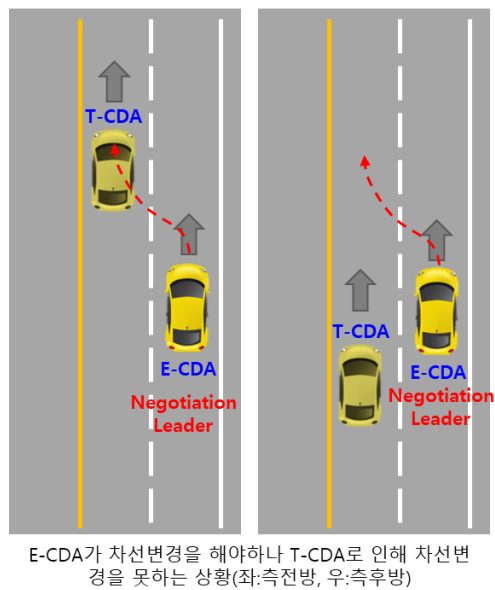 T-CDA
E-CDA
Negotiation
Leader
T-CDA
E-CDA
Negotiation
Leader
E-CDA가 차선변경을 해야하나 T-CDA로 인해 차선변
경을 못하는 상황(좌:측전방, 우:측후방)